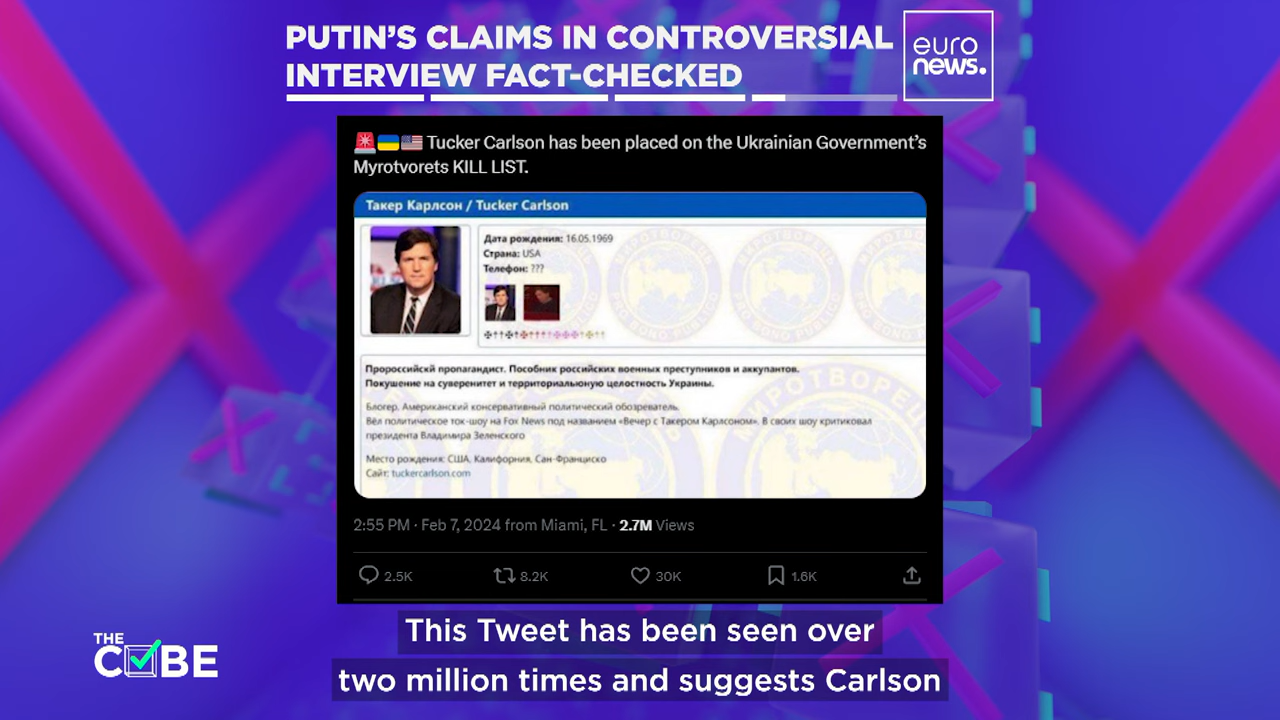 PUTIN'S CLAIMS IN CONTROVERSIAL
INTERVIEW FACT-CHECKED
euro
news.
🚨🇺🇦🇺🇸 Tucker Carlson has been placed on the Ukrainian Government's
Myrotvorets KILL LIST.
Такер Карлсон / Tucker Carlson
Дата рождения: 16.05.1969
Страна: USA
Телефон: ???
Пророссийскй пропагандист. Пособник российских военных преступников и аккупантов.
Покушение на суверенитет и территориальную целостность Украины.
Блогер. Американский консервативный политический обозреватель.
Вёл политическое ток-шоу на Fox News под названием «Вечер с Такером Карлсоном». В своих шоу критиковал
президента Владимира Зеленского
Место рождения: США, Калифорния, Сан-Франциско
Сайт: tuckercarlson.com
2:55 PM · Feb 7, 2024 from Miami, FL · 2.7M Views
2.5K 8.2K 30K 1.6K
THE
CUBE
This Tweet has been seen over
two million times and suggests Carlson